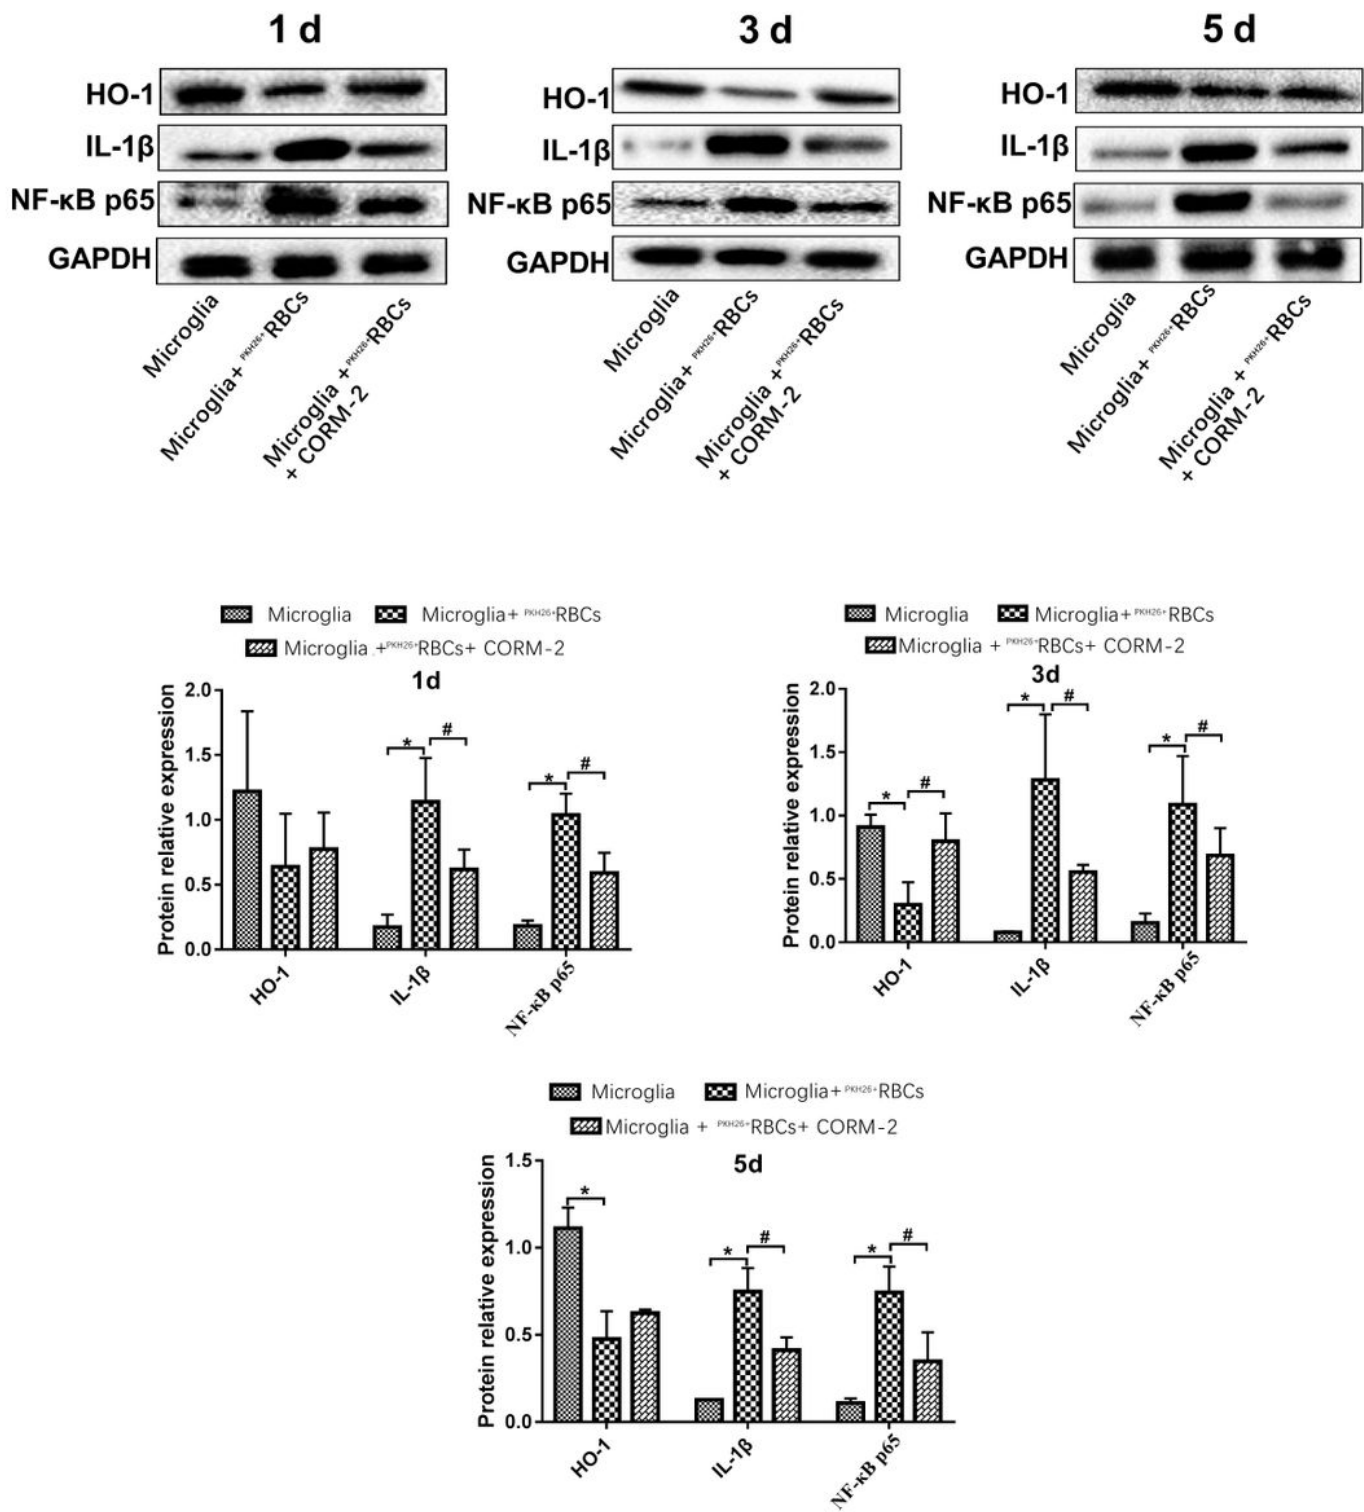 1 d
3 d
5 d
HO-1
IL-1β
NF-κB p65
GAPDH
Microglia
Microglia+ PKH26+RBCs
Microglia +PKH26+RBCs
+ CORM-2
HO-1
IL-1β
NF-κB p65
GAPDH
Microglia
Microglia+ PKH26+RBCs
Microglia +PKH26+RBCs
+ CORM-2
HO-1
IL-1β
NF-κB p65
GAPDH
Microglia
Microglia+ PKH26+RBCs
Microglia + PKH26+RBCs
+ CORM-2
Microglia
Microglia+ PKH26+RBCs
Microglia .+PKH26+RBCs+ CORM-2
1d
Protein relative expression
2.0
1.5
1.0
0.5
0.0
* #
* #
HO-1
IL-1β
NF-κB p65
Microglia
Microglia+PKH26+RBCs
Microglia + PKH26+RBCs+ CORM-2
3d
Protein relative expression
2.0
1.5
1.0
0.5
0.0
* #
* #
* #
HO-1
IL-1β
NF-κB p65
Microglia
Microglia+PKH26+RBCs
Microglia + PKH26+RBCs+ CORM-2
5d
Protein relative expression
1.5
1.0
0.5
0.0
*
* #
* #
HO-1
IL-1β
NF-κB p65